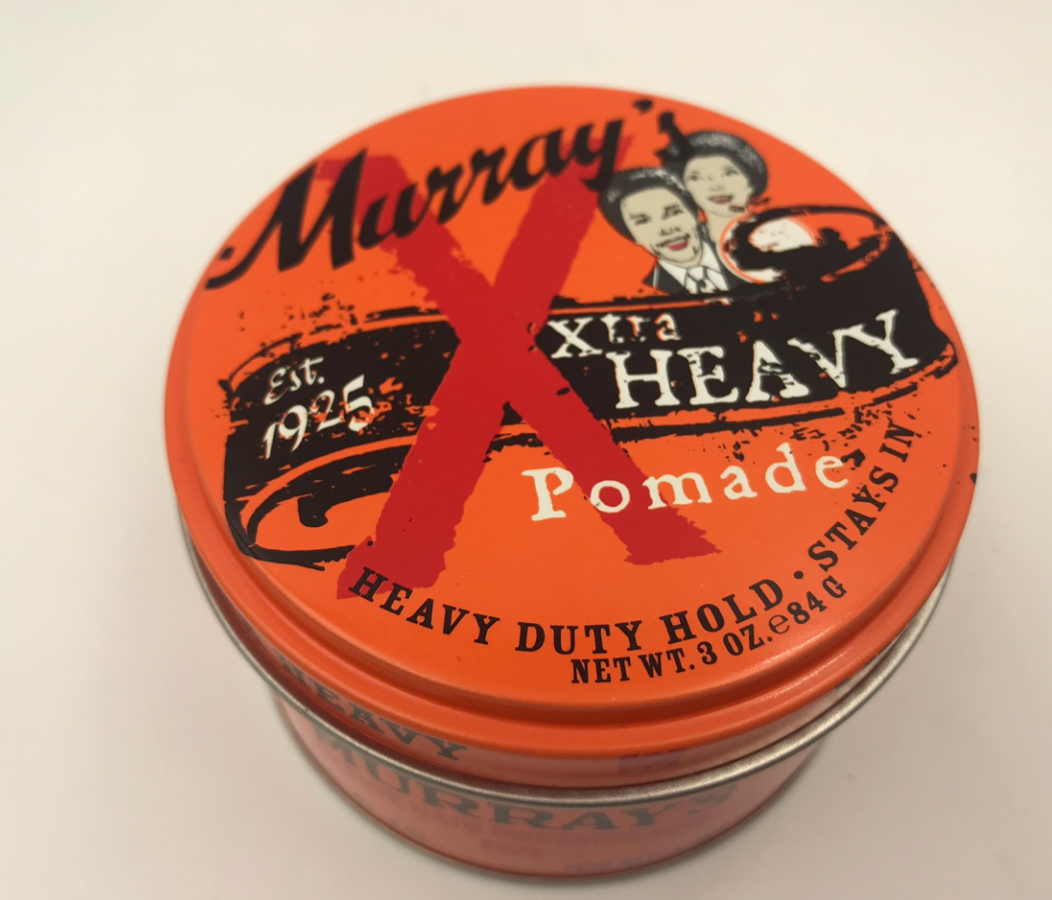 Murray's
X
Est.
1925
Xtra
HEAVY
Pomade
HEAVY DUTY HOLD • STAYS IN
NET WT. 3 OZ. ℮ 84 G
HEAVY
MURRAY'S